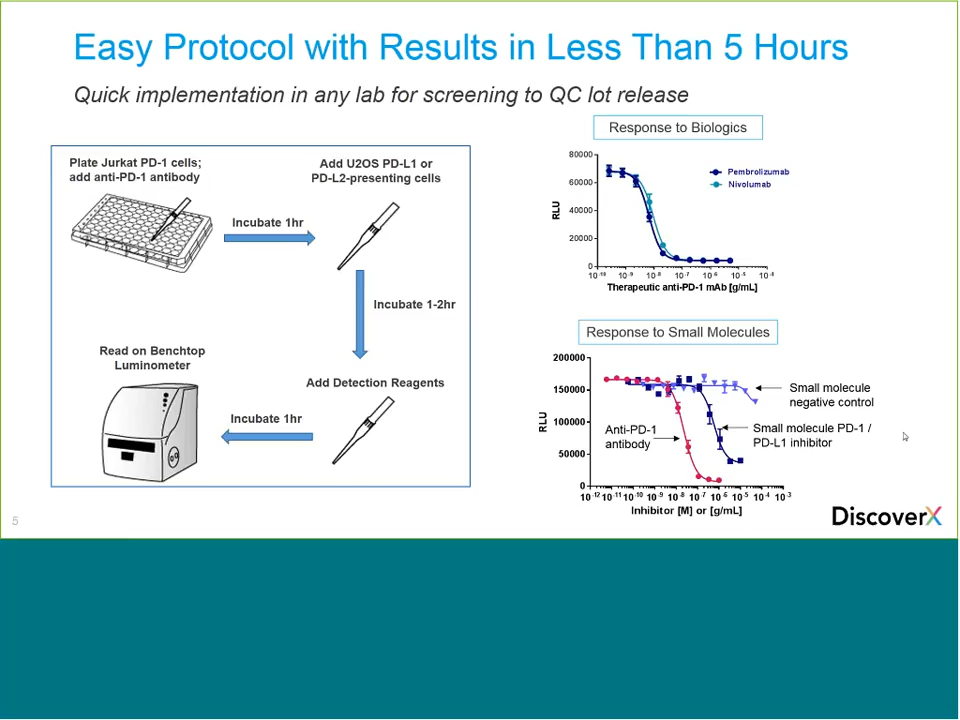 Easy Protocol with Results in Less Than 5 Hours
Quick implementation in any lab for screening to QC lot release
Plate Jurkat PD-1 cells;
add anti-PD-1 antibody
Add U2OS PD-L1 or
PD-L2-presenting cells
Incubate 1hr
Incubate 1-2hr
Read on Benchtop
Luminometer
Add Detection Reagents
Incubate 1hr
Response to Biologics
80000
60000
40000
20000
0
RLU
Pembrolizumab
Nivolumab
10-10 10-9 10-8 10-7 10-6 10-5 10-4
Therapeutic anti-PD-1 mAb [g/mL]
Response to Small Molecules
200000
150000
100000
50000
0
RLU
Small molecule
negative control
Anti-PD-1
antibody
Small molecule PD-1 /
PD-L1 inhibitor
10-12 10-11 10-10 10-9 10-8 10-7 10-6 10-5 10-4 10-3
Inhibitor [M] or [g/mL]
5
DiscoverX